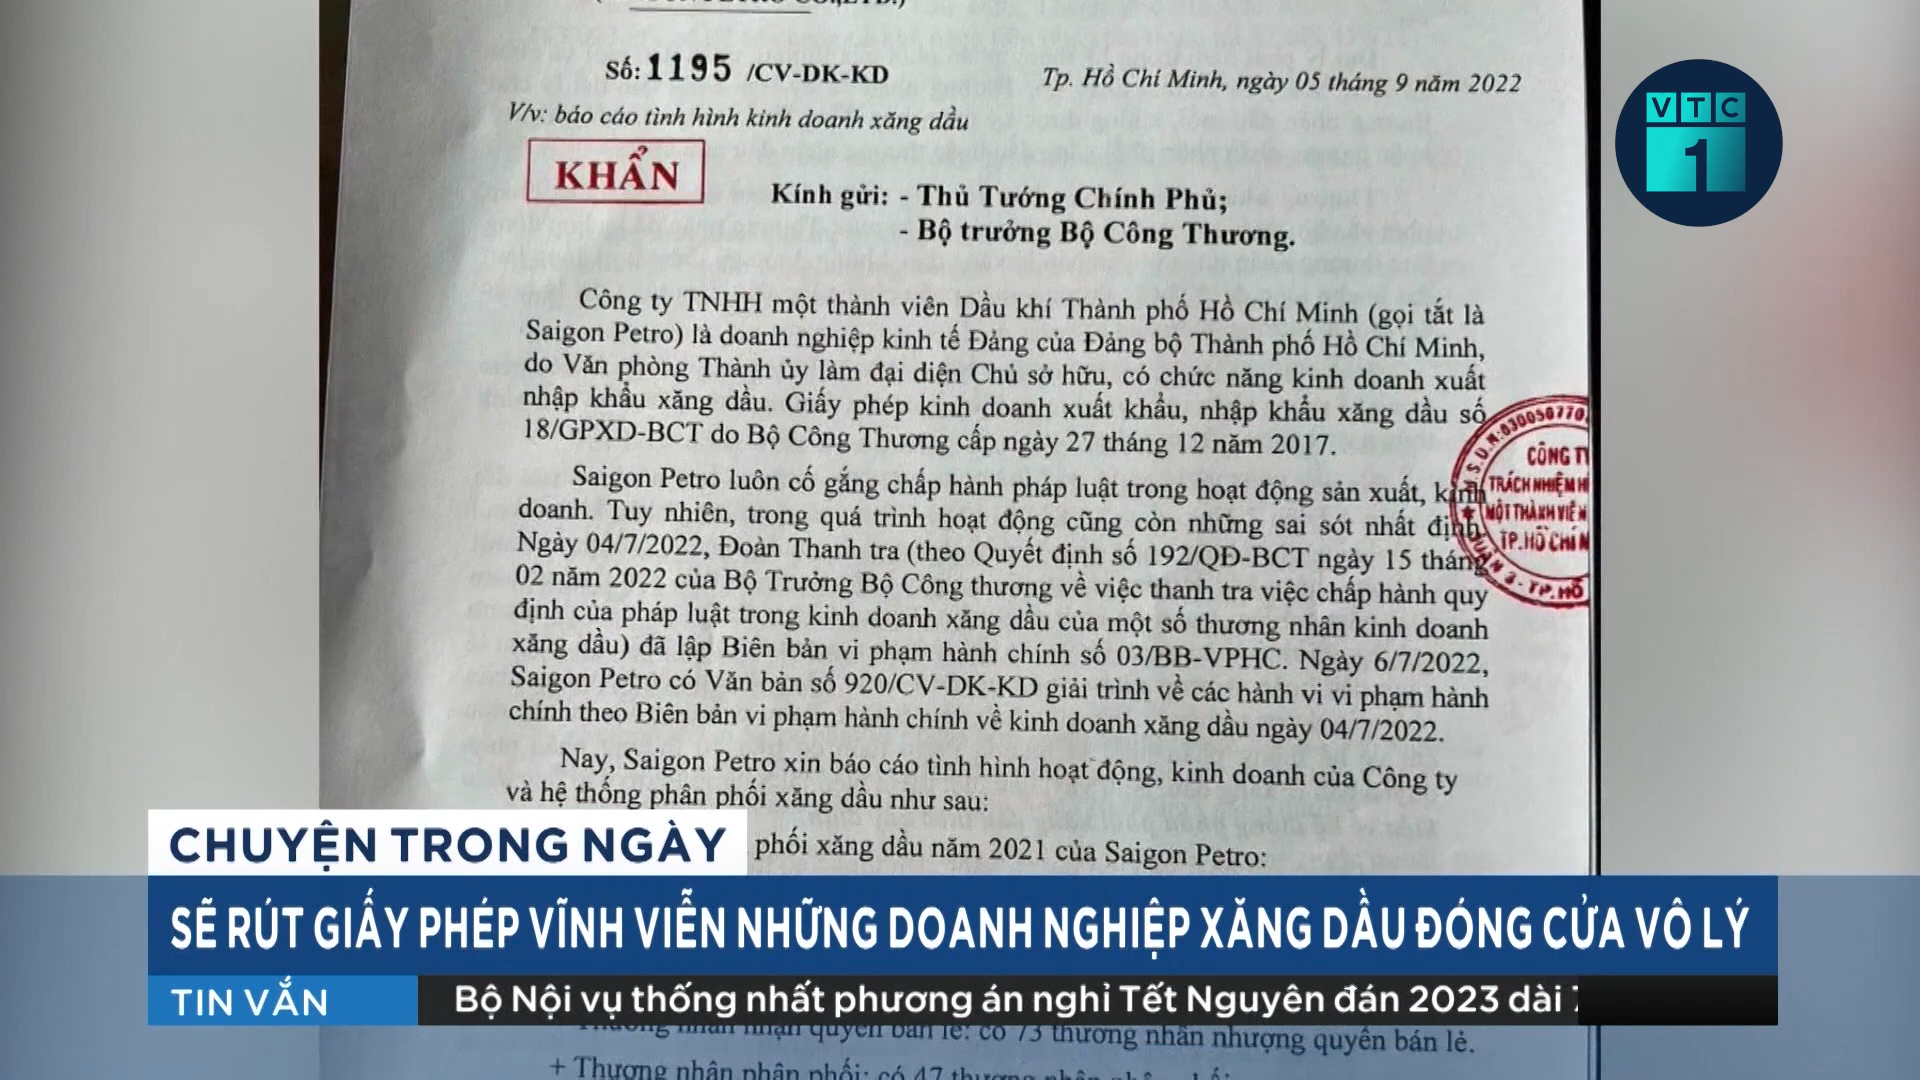 Số: 1195 /CV-DK-KD
Tp. Hồ Chí Minh, ngày 05 tháng 9 năm 2022
V/v: báo cáo tình hình kinh doanh xăng dầu
KHẨN
Kính gửi: - Thủ Tướng Chính Phủ;
- Bộ trưởng Bộ Công Thương.
VTC
1
Công ty TNHH một thành viên Dầu khí Thành phố Hồ Chí Minh (gọi tắt là
Saigon Petro) là doanh nghiệp kinh tế Đảng của Đảng bộ Thành phố Hồ Chí Minh,
do Văn phòng Thành ủy làm đại diện Chủ sở hữu, có chức năng kinh doanh xuất
nhập khẩu xăng dầu. Giấy phép kinh doanh xuất khẩu, nhập khẩu xăng dầu số
18/GPXD-BCT do Bộ Công Thương cấp ngày 27 tháng 12 năm 2017.
Saigon Petro luôn cố gắng chấp hành pháp luật trong hoạt động sản xuất, kinh
doanh. Tuy nhiên, trong quá trình hoạt động cũng còn những sai sót nhất định.
Ngày 04/7/2022, Đoàn Thanh tra (theo Quyết định số 192/QĐ-BCT ngày 15 tháng
02 năm 2022 của Bộ Trưởng Bộ Công thương về việc thanh tra việc chấp hành quy
định của pháp luật trong kinh doanh xăng dầu của một số thương nhân kinh doanh
xăng dầu) đã lập Biên bản vi phạm hành chính số 03/BB-VPHC. Ngày 6/7/2022,
Saigon Petro có Văn bản số 920/CV-DK-KD giải trình về các hành vi vi phạm hành
chính theo Biên bản vi phạm hành chính về kinh doanh xăng dầu ngày 04/7/2022.
Nay, Saigon Petro xin báo cáo tình hình hoạt động, kinh doanh của Công ty
và hệ thống phân phối xăng dầu như sau:
phối xăng dầu năm 2021 của Saigon Petro:
CÔNG TY
TRÁCH NHIỆM H
MỘT THÀNH VIÊN
TP.HỒ CHÍ
CHUYỆN TRONG NGÀY
SẼ RÚT GIẤY PHÉP VĨNH VIỄN NHỮNG DOANH NGHIỆP XĂNG DẦU ĐÓNG CỬA VÔ LÝ
TIN VẮN
Bộ Nội vụ thống nhất phương án nghỉ Tết Nguyên đán 2023 dài
Thương nhân nhận quyền bán lẻ: có 73 thương nhân nhượng quyền bán lẻ.
+ Thương nhân phân phối: có 47 thương nhân